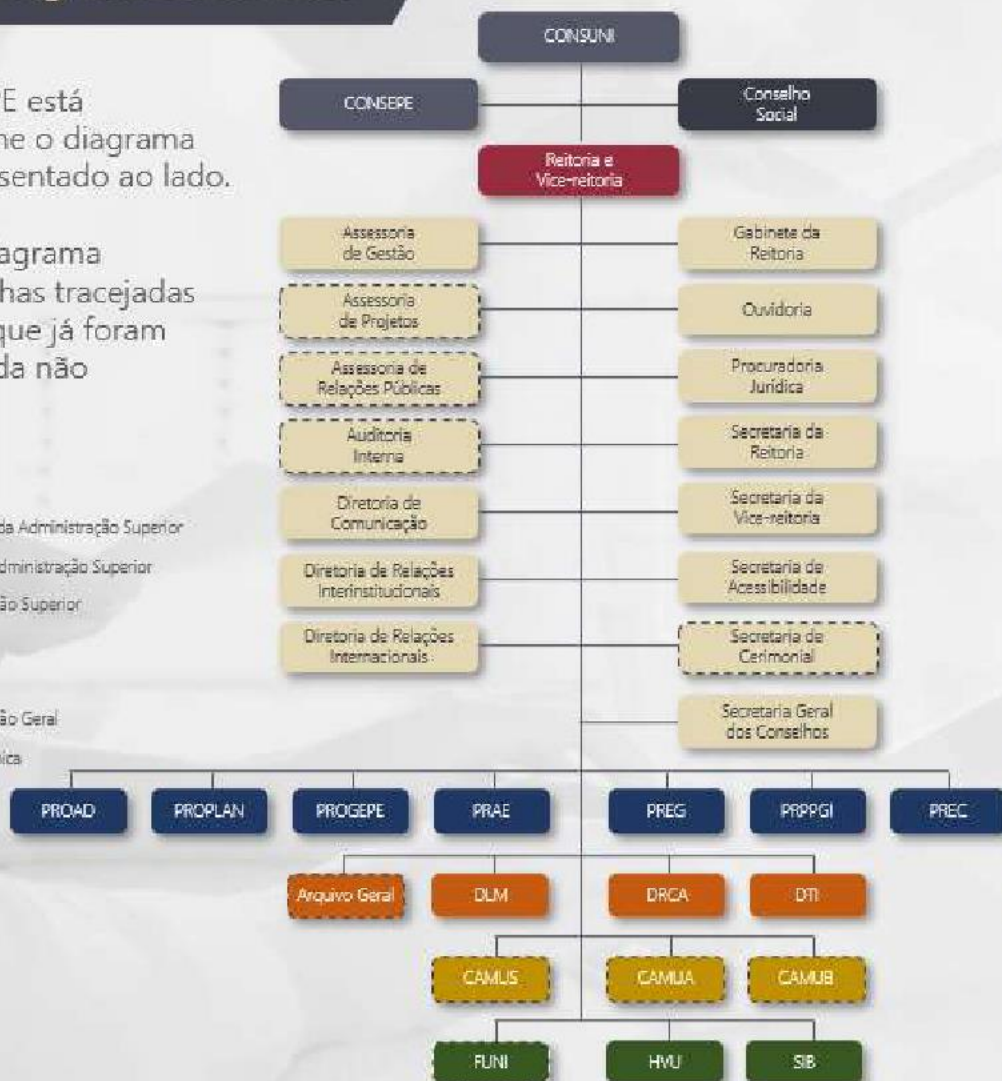 E está
ne o diagrama
sentado ao lado.
agrama
has tracejadas
que já foram
da não
da Administração Superior
dministração Superior
ão Superior
ão Geral
nica
CONSUNI
CONSEPE
Conselho
Social
Reitoria e
Vice-reitoria
Assessoria
de Gestão
Gabinete da
Reitoria
Assessoria
de Projetos
Ouvidoria
Assessoria de
Relações Públicas
Procuradoria
Jurídica
Auditoria
Interna
Secretaria da
Reitoria
Diretoria de
Comunicação
Secretaria da
Vice-reitoria
Diretoria de Relações
Interinstitucionais
Secretaria de
Acessibilidade
Diretoria de Relações
Internacionais
Secretaria de
Cerimonial
Secretaria Geral
dos Conselhos
PROAD
PROPLAN
PROGEPE
PRAE
PREG
PRPPGI
PREC
Arquivo Geral
DLM
DRCA
DTI
CAMUS
CAMUA
CAMUB
FUNI
HVU
SIB